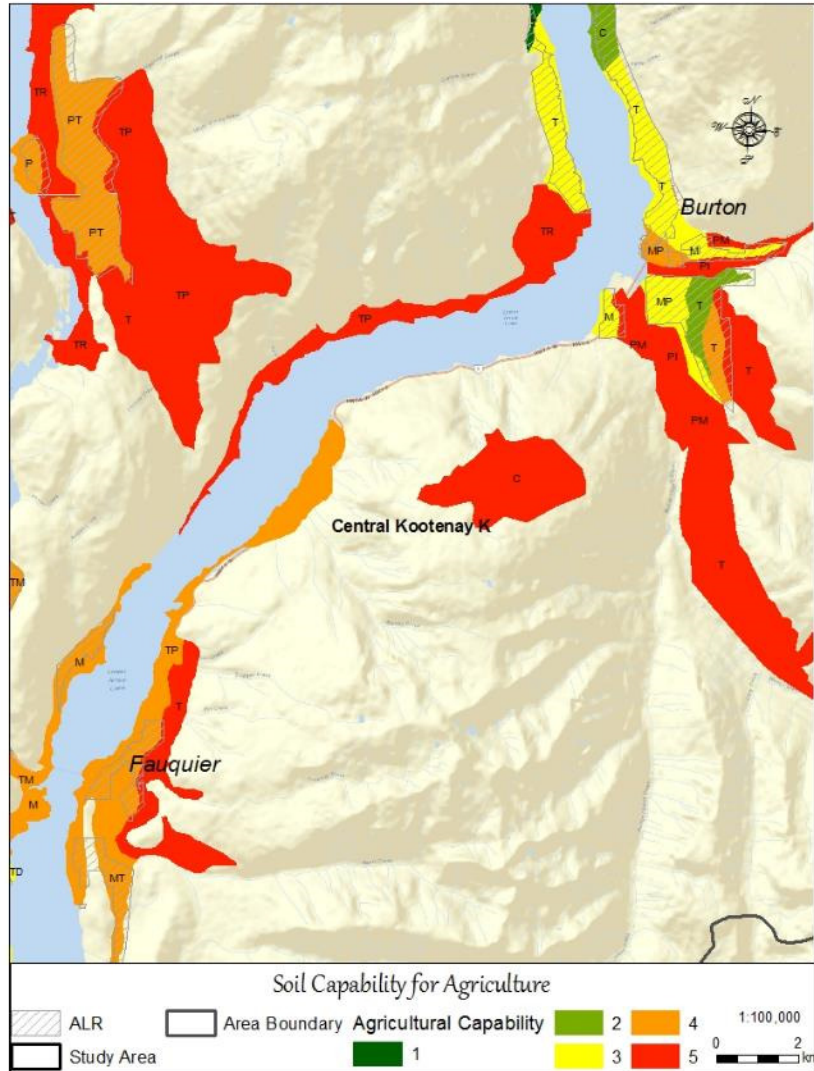 C
TR
PT
T
TP
T
P
T
Burton
PT
MP
M
PM
TR
PI
TP
MP
T
T
TP
M
T
T
PM
PI
TR
PM
C
Central Kootenay K
T
TM
TP
M
T
Fauquier
TM
M
TD
MT
Soil Capability for Agriculture
ALR
Area Boundary
Agricultural Capability
2
4
1:100,000
Study Area
1
3
5
0 2
km